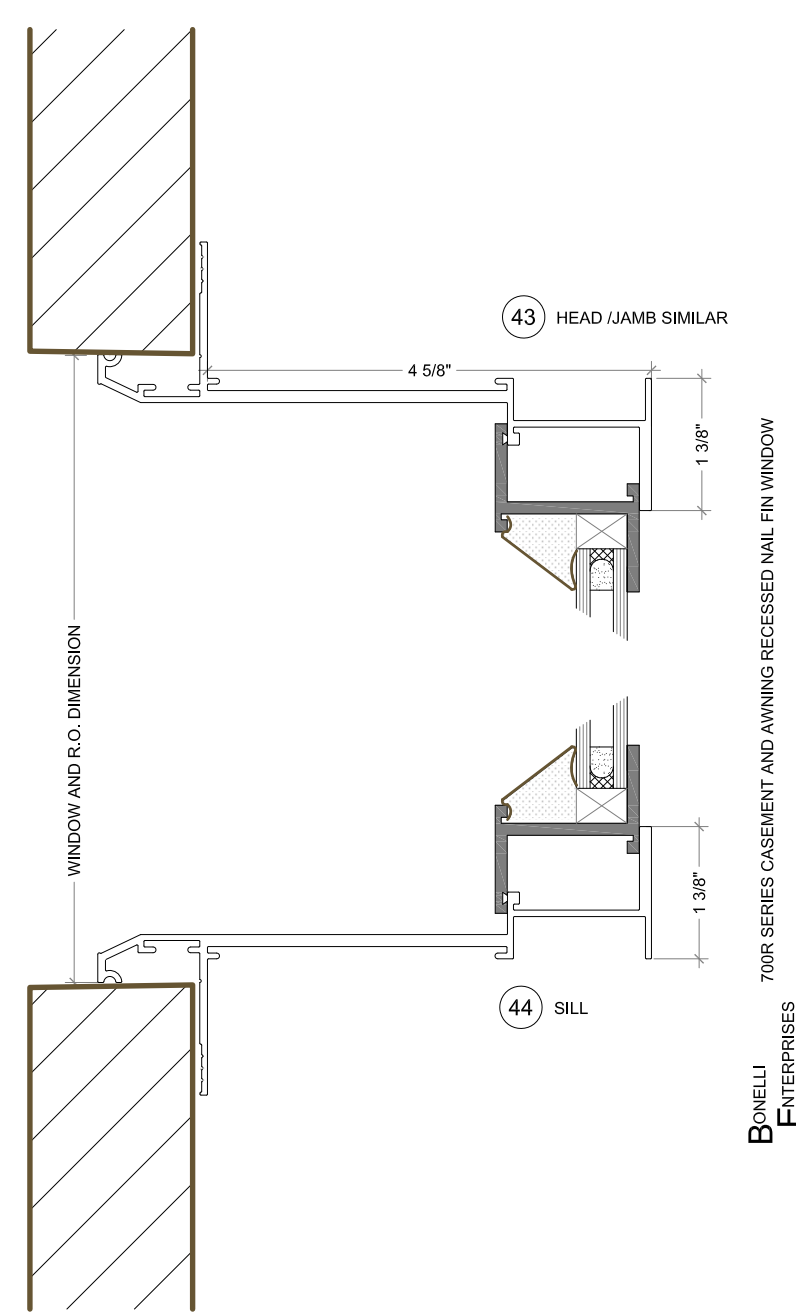 43 HEAD /JAMB SIMILAR
4 5/8"
1 3/8"
WINDOW AND R.O. DIMENSION
1 3/8"
44 SILL
700R SERIES CASEMENT AND AWNING RECESSED NAIL FIN WINDOW
BONELLI
ENTERPRISES